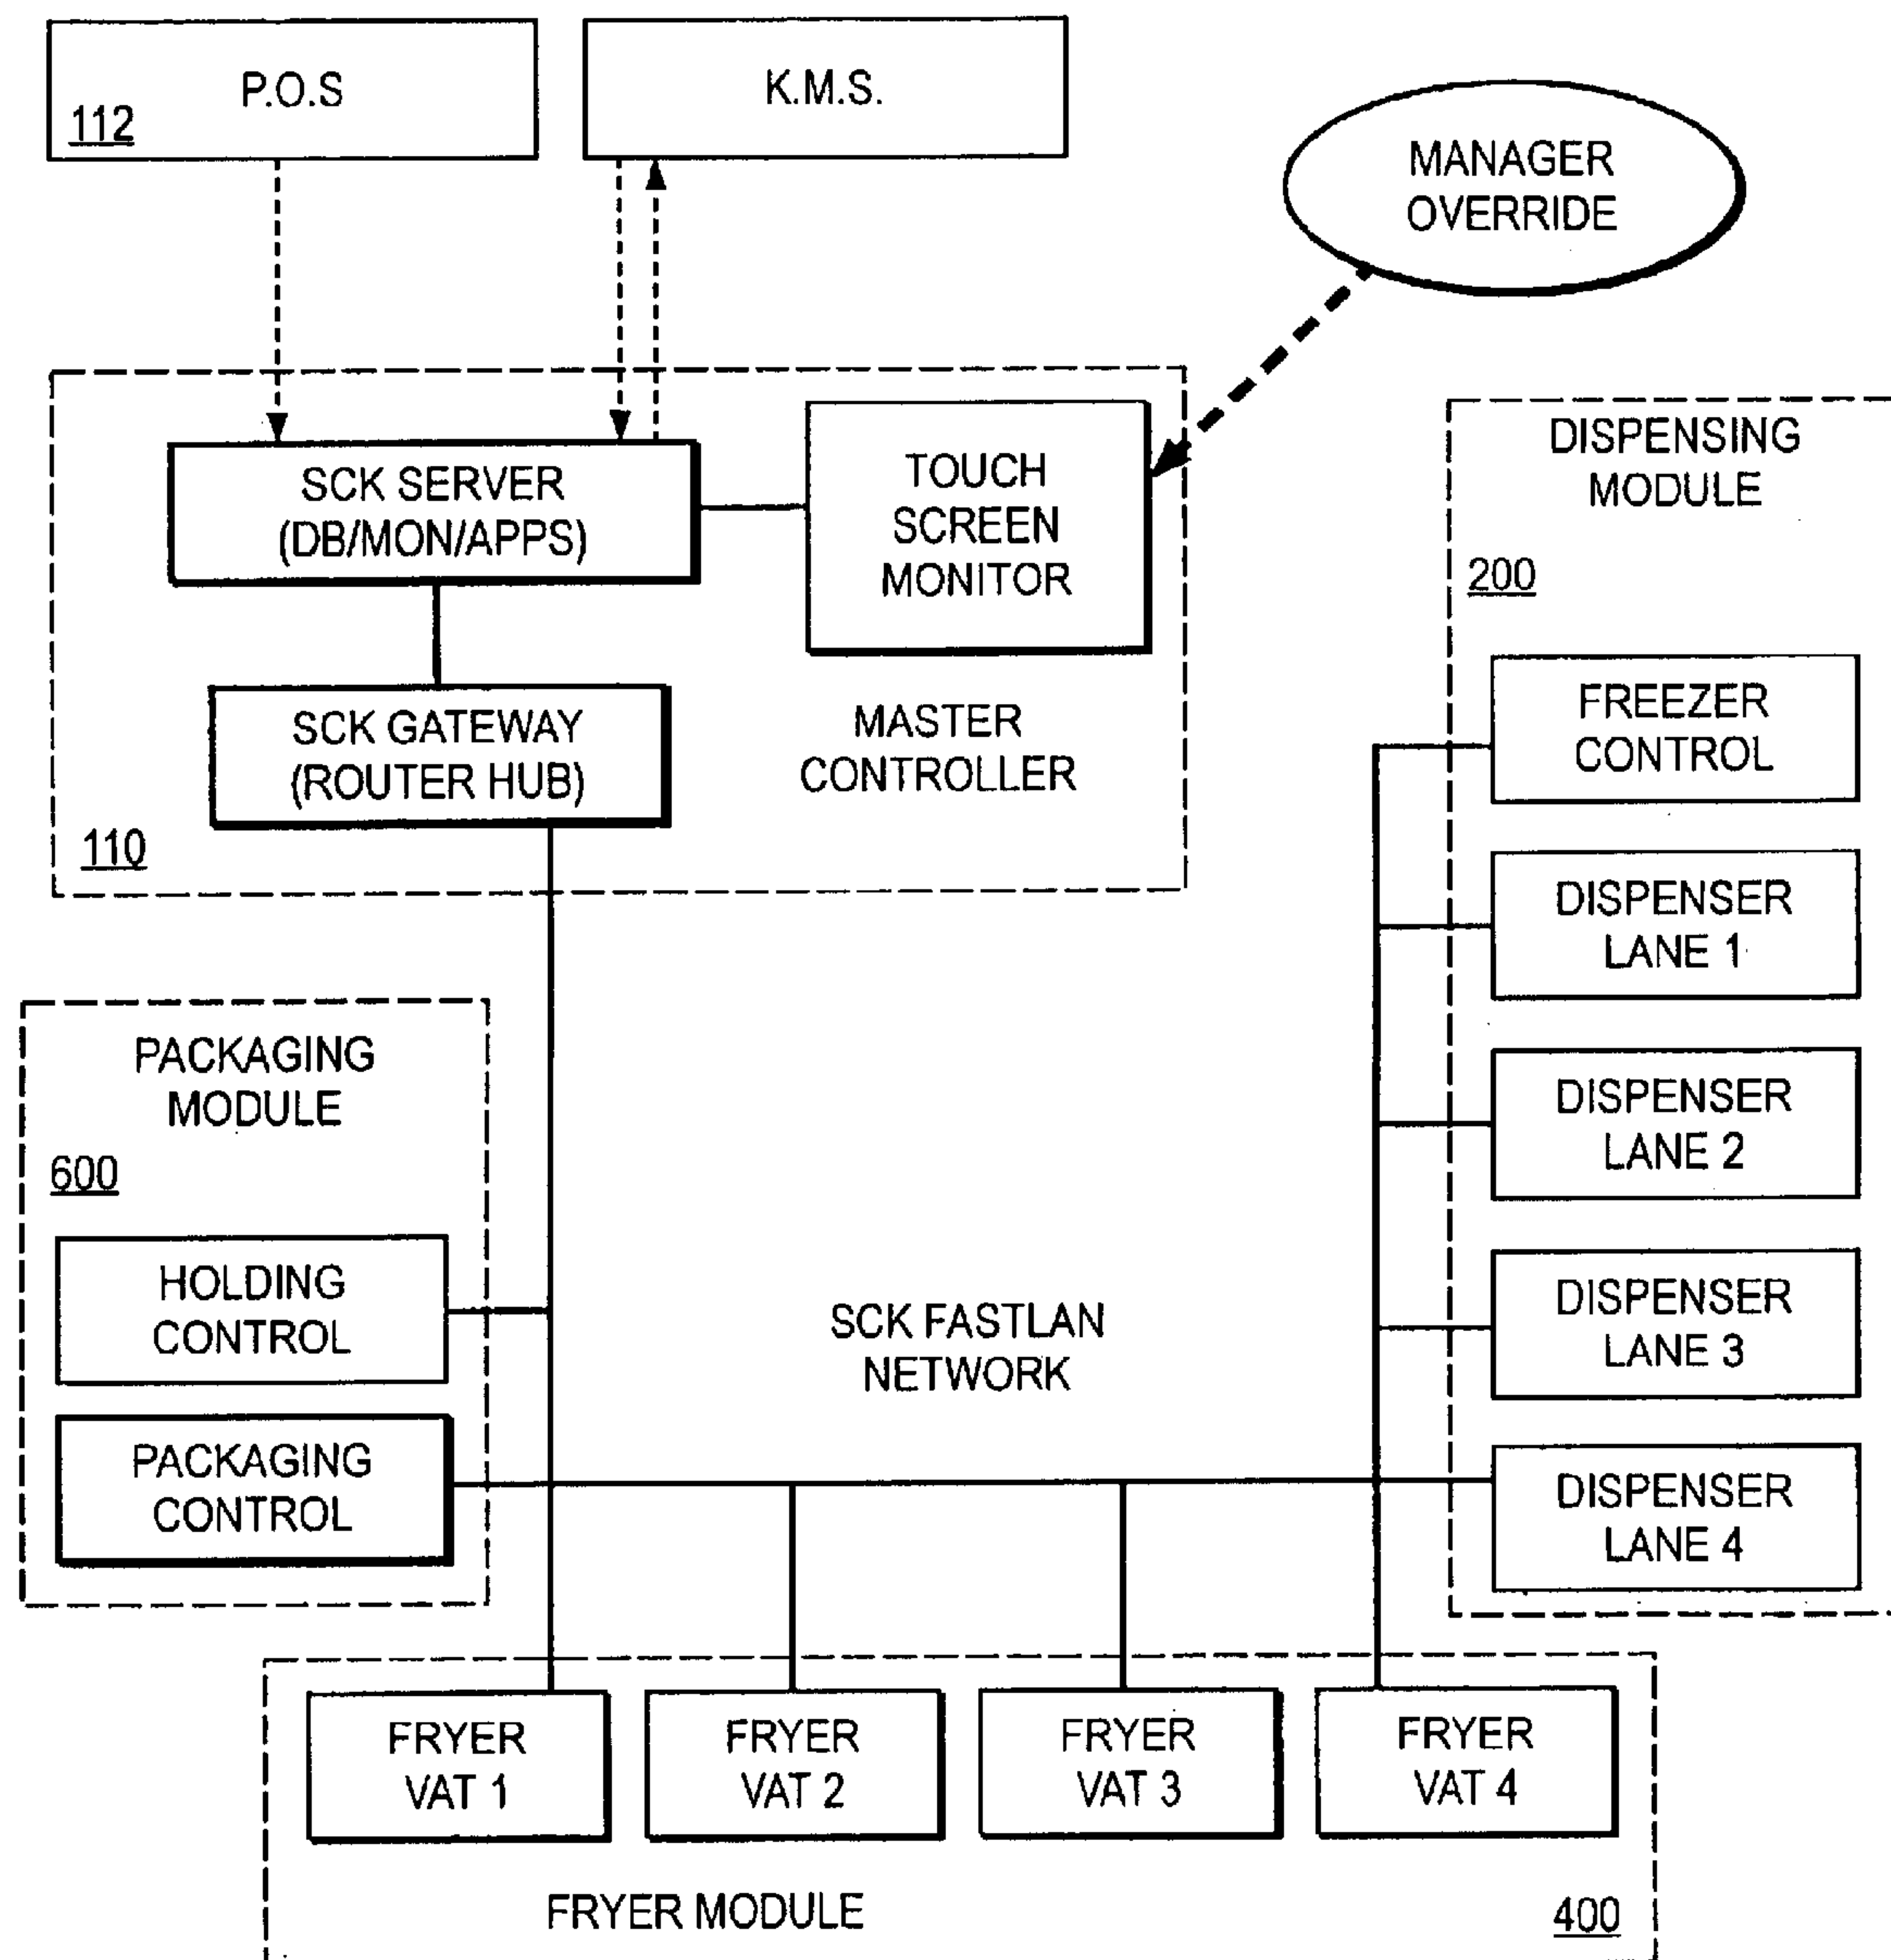 P.O.S
112
K.M.S.
MANAGER
OVERRIDE
SCK SERVER
(DB/MON/APPS)
TOUCH
SCREEN
MONITOR
SCK GATEWAY
(ROUTER HUB)
MASTER
CONTROLLER
110
DISPENSING
MODULE
200
FREEZER
CONTROL
DISPENSER
LANE 1
DISPENSER
LANE 2
DISPENSER
LANE 3
DISPENSER
LANE 4
PACKAGING
MODULE
600
HOLDING
CONTROL
PACKAGING
CONTROL
SCK FASTLAN
NETWORK
FRYER
VAT 1
FRYER
VAT 2
FRYER
VAT 3
FRYER
VAT 4
FRYER MODULE
400